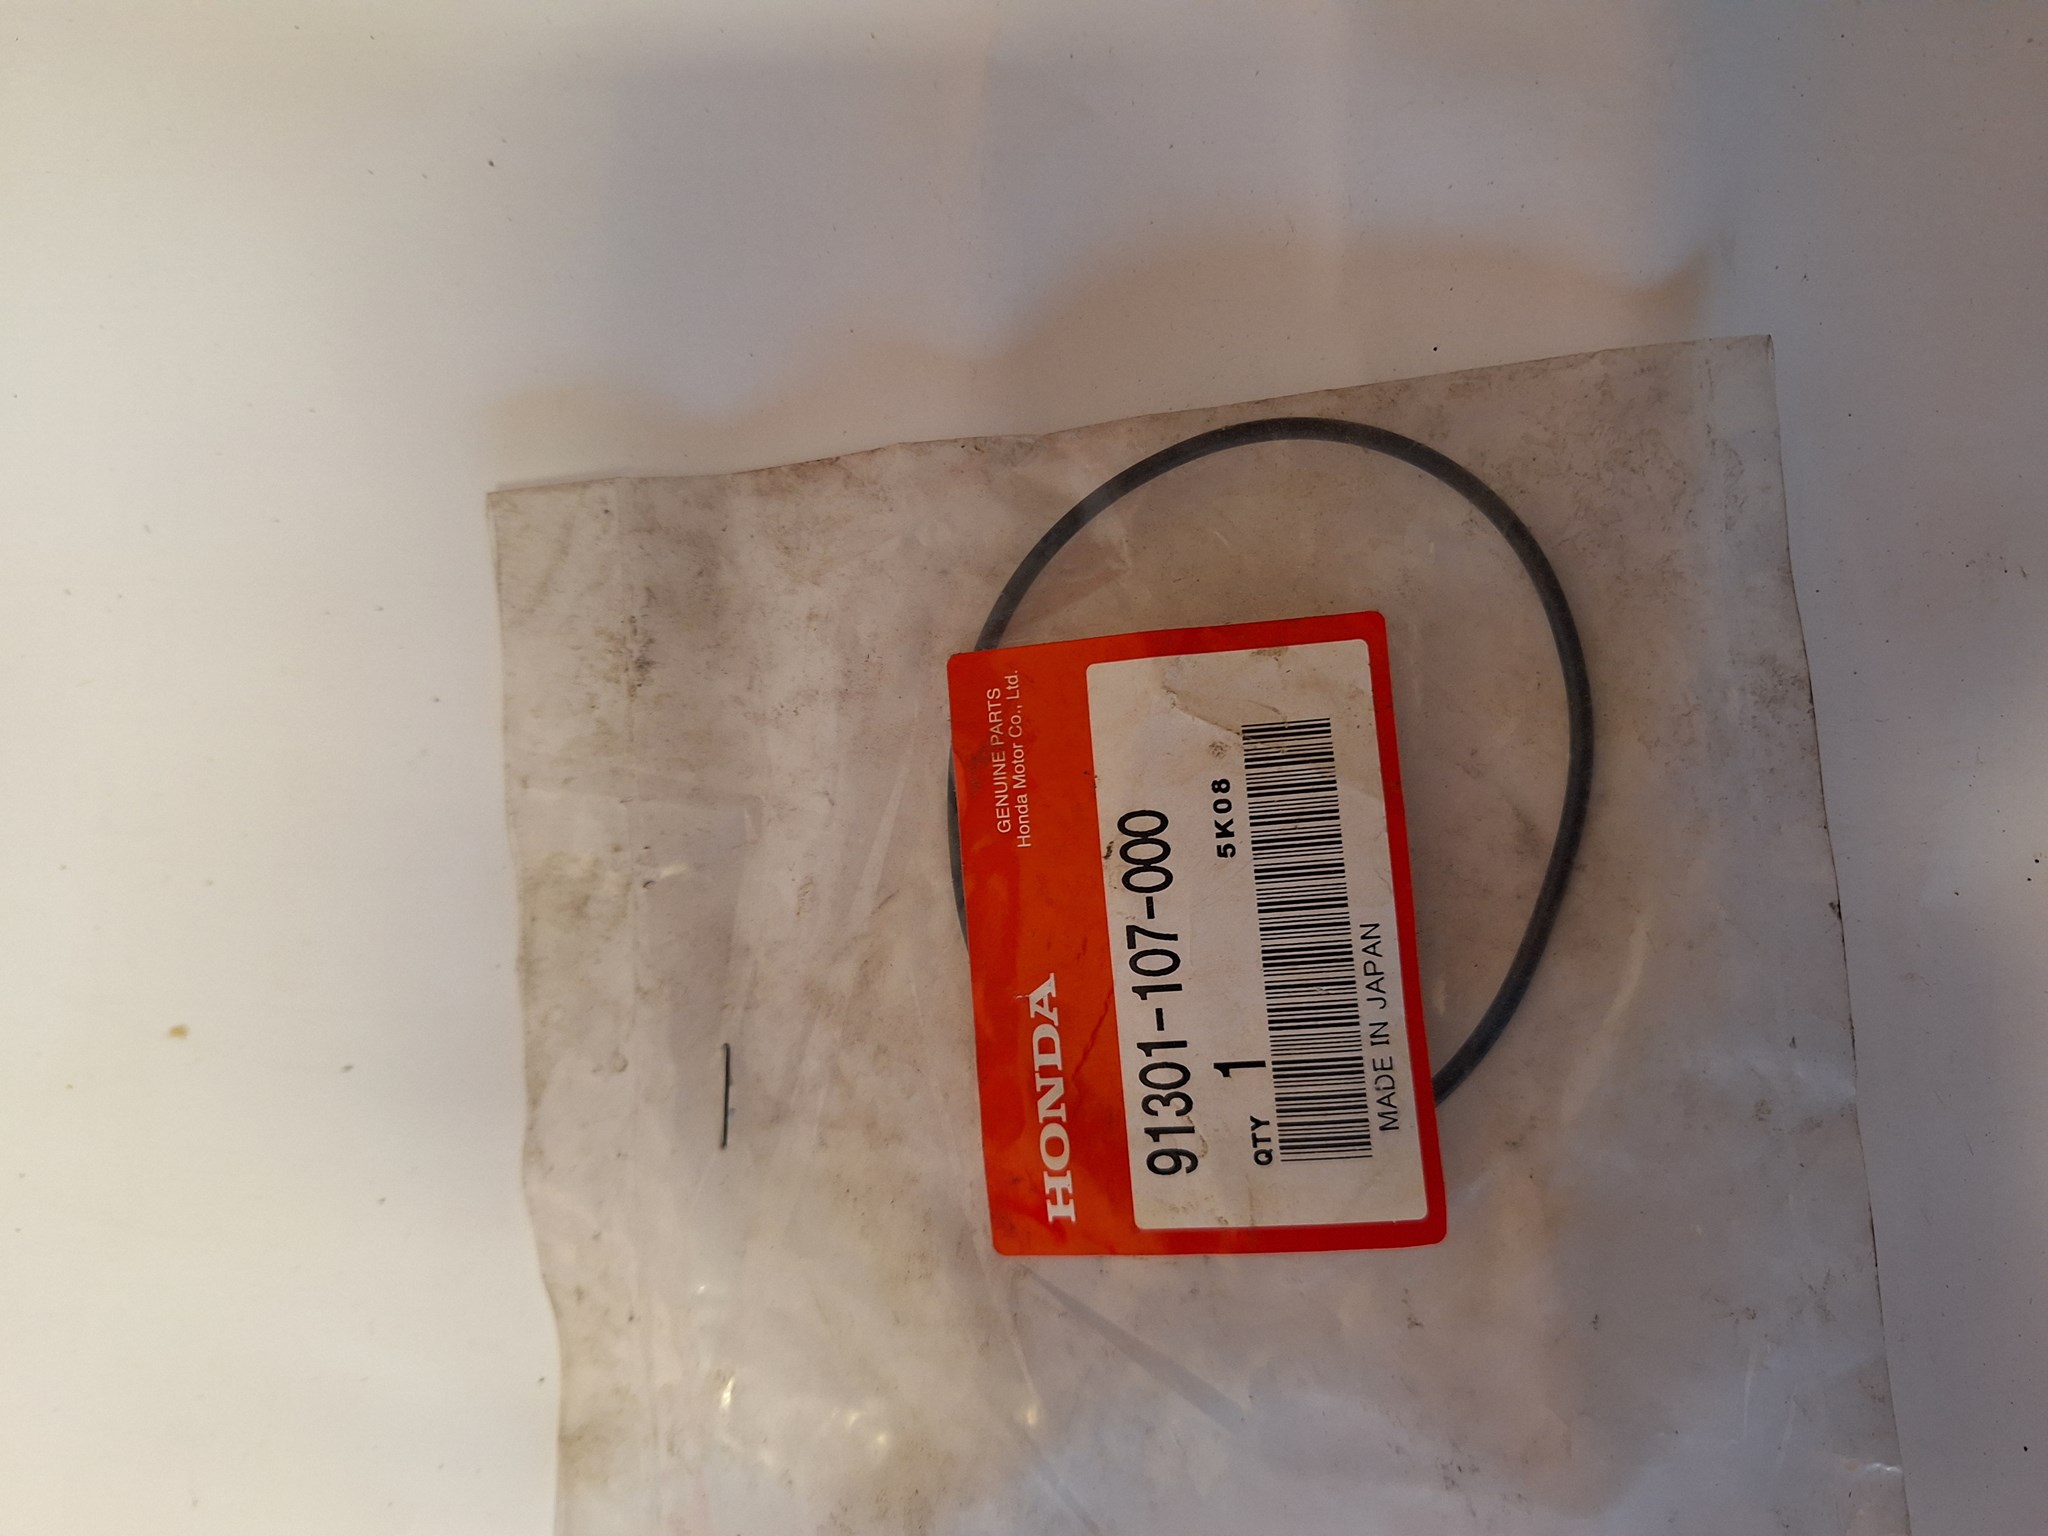 HONDA
GENUINE PARTS
Honda Motor Co., Ltd.
91301-107-000
QTY 1 5K08
MADE IN JAPAN